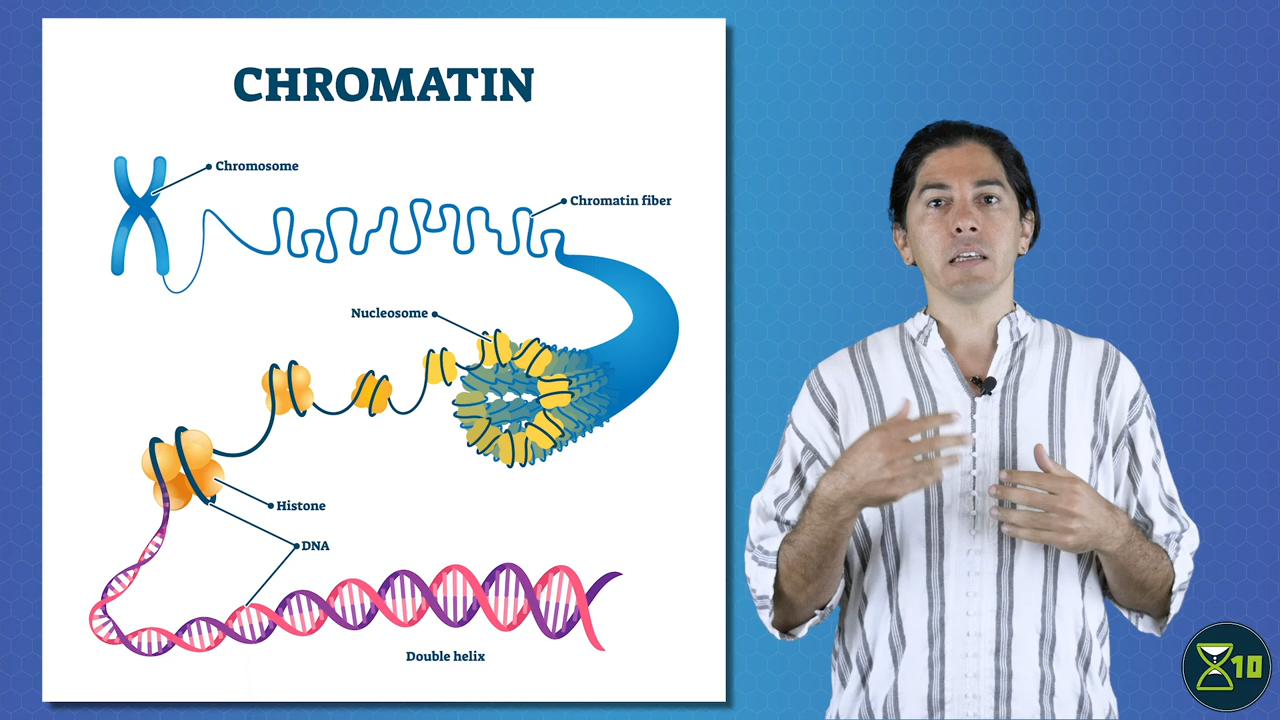 CHROMATIN
Chromosome
Chromatin fiber
Nucleosome
Histone
DNA
Double helix
10